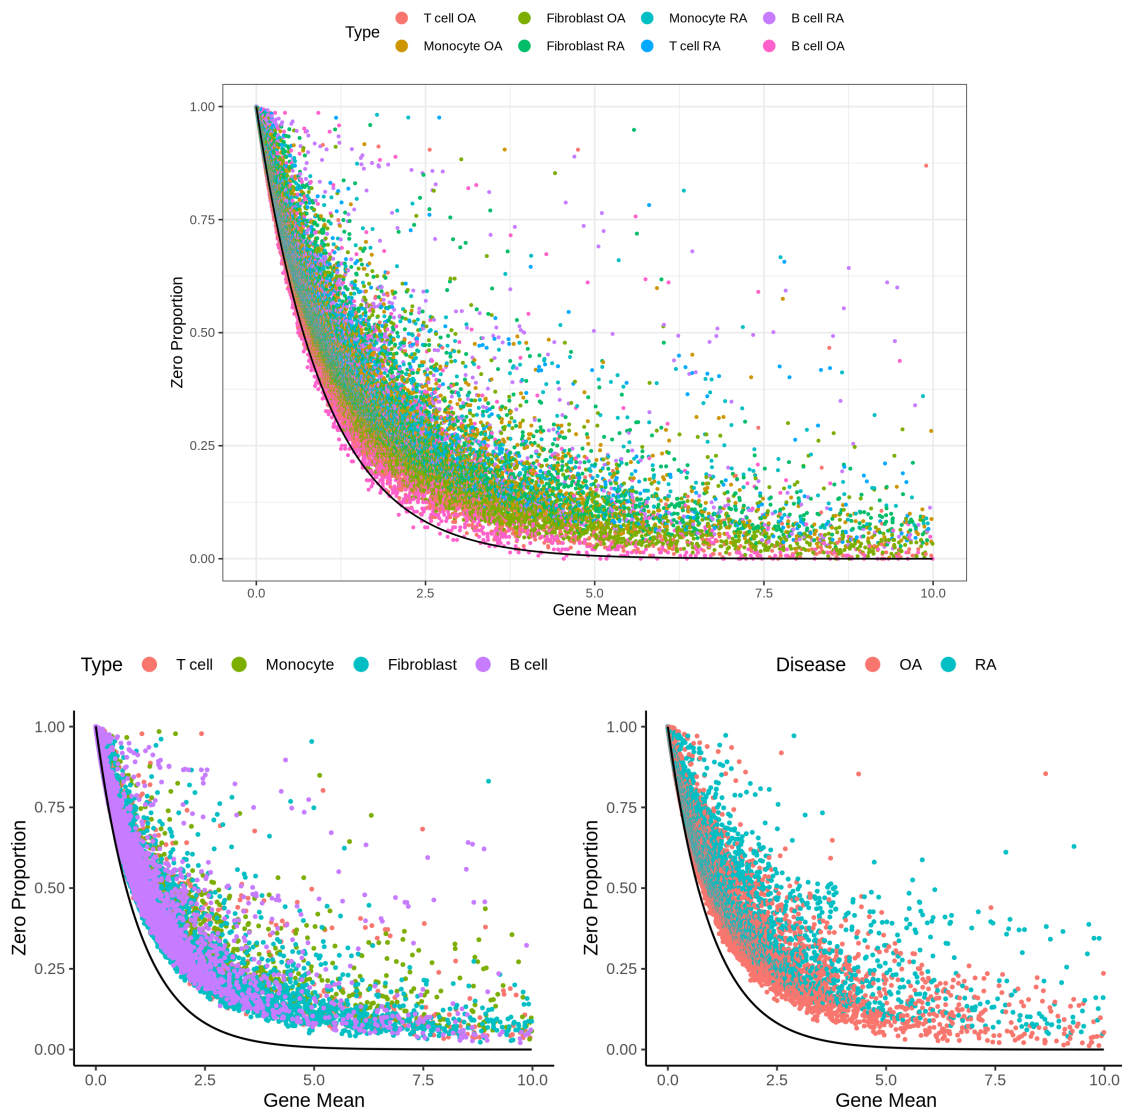 Type T cell OA Fibroblast OA Monocyte RA B cell RA
Monocyte OA Fibroblast RA T cell RA B cell OA
1.00
0.75
0.50
0.25
0.00
Zero Proportion
0.0 2.5 5.0 7.5 10.0
Gene Mean
Type T cell Monocyte Fibroblast B cell
1.00
0.75
0.50
0.25
0.00
Zero Proportion
0.0 2.5 5.0 7.5 10.0
Gene Mean
Disease OA RA
1.00
0.75
0.50
0.25
0.00
Zero Proportion
0.0 2.5 5.0 7.5 10.0
Gene Mean